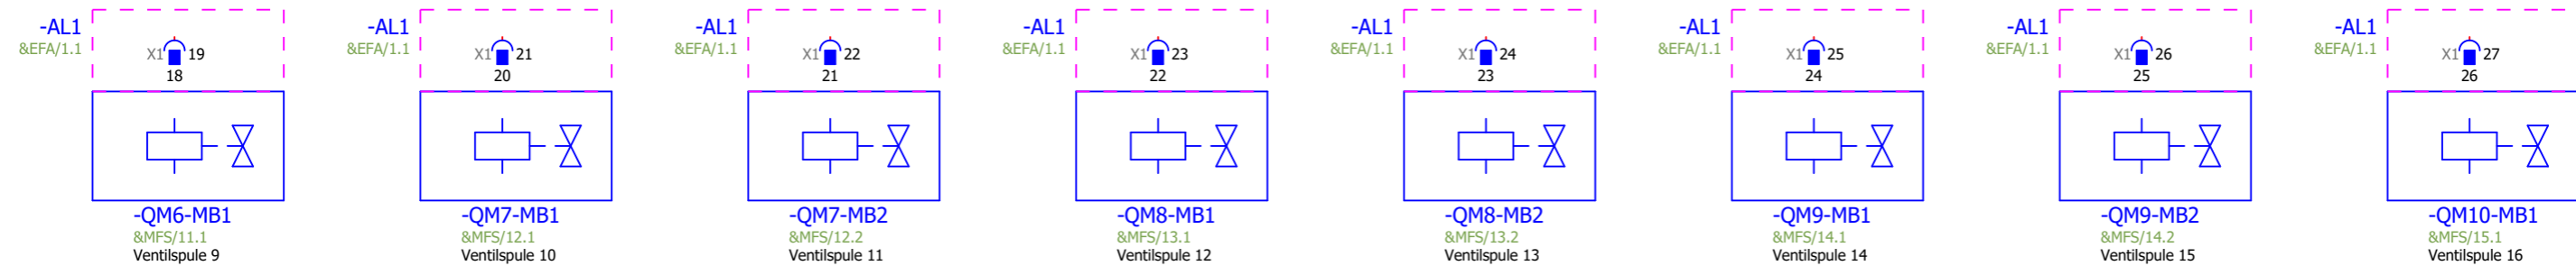 -AL1
&EFA/1.1
X1 19
18
-QM6-MB1
&MFS/11.1
Ventilspule 9
-AL1
&EFA/1.1
X1 21
20
-QM7-MB1
&MFS/12.1
Ventilspule 10
-AL1
&EFA/1.1
X1 22
21
-QM7-MB2
&MFS/12.2
Ventilspule 11
-AL1
&EFA/1.1
X1 23
22
-QM8-MB1
&MFS/13.1
Ventilspule 12
-AL1
&EFA/1.1
X1 24
23
-QM8-MB2
&MFS/13.2
Ventilspule 13
-AL1
&EFA/1.1
X1 25
24
-QM9-MB1
&MFS/14.1
Ventilspule 14
-AL1
&EFA/1.1
X1 26
25
-QM9-MB2
&MFS/14.2
Ventilspule 15
-AL1
&EFA/1.1
X1 27
26
-QM10-MB1
&MFS/15.1
Ventilspule 16